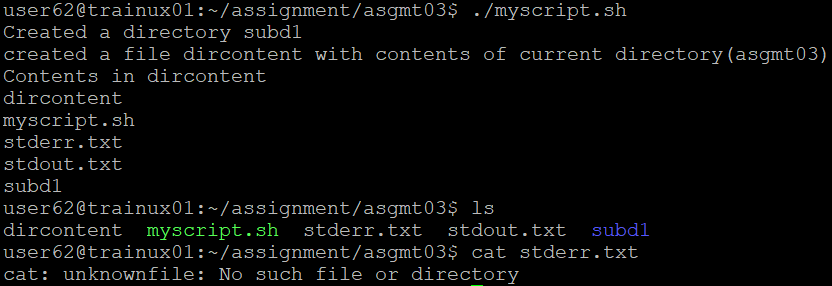 user62@trainux01:~/assignment/asgmt03$ ./myscript.sh
Created a directory subd1
created a file dircontent with contents of current directory(asgmt03)
Contents in dircontent
dircontent
myscript.sh
stderr.txt
stdout.txt
subd1
user62@trainux01:~/assignment/asgmt03$ ls
dircontent  myscript.sh  stderr.txt  stdout.txt  subd1
user62@trainux01:~/assignment/asgmt03$ cat stderr.txt
cat: unknownfile: No such file or directory